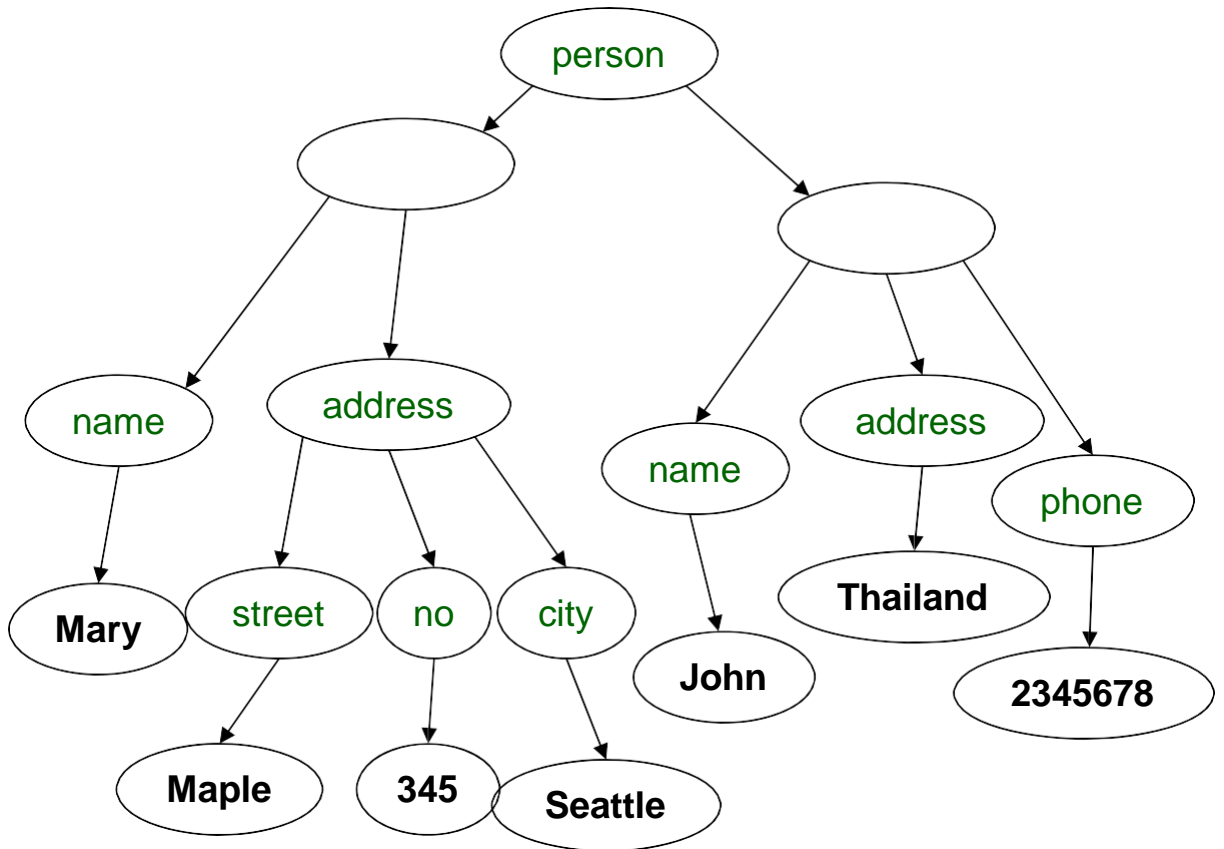 person
name
address
name
address
phone
Mary
street
no
city
John
Thailand
2345678
Maple
345
Seattle